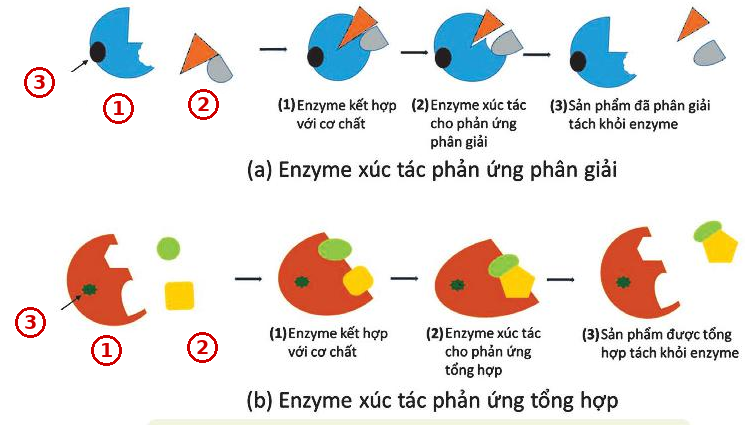 3
1
2
(1) Enzyme kết hợp
với cơ chất
(2) Enzyme xúc tác
cho phản ứng
phân giải
(3) Sản phẩm đã phân giải
tách khỏi enzyme
(a) Enzyme xúc tác phản ứng phân giải
3
1
2
(1) Enzyme kết hợp
với cơ chất
(2) Enzyme xúc tác
cho phản ứng
tổng hợp
(3) Sản phẩm được tổng
hợp tách khỏi enzyme
(b) Enzyme xúc tác phản ứng tổng hợp